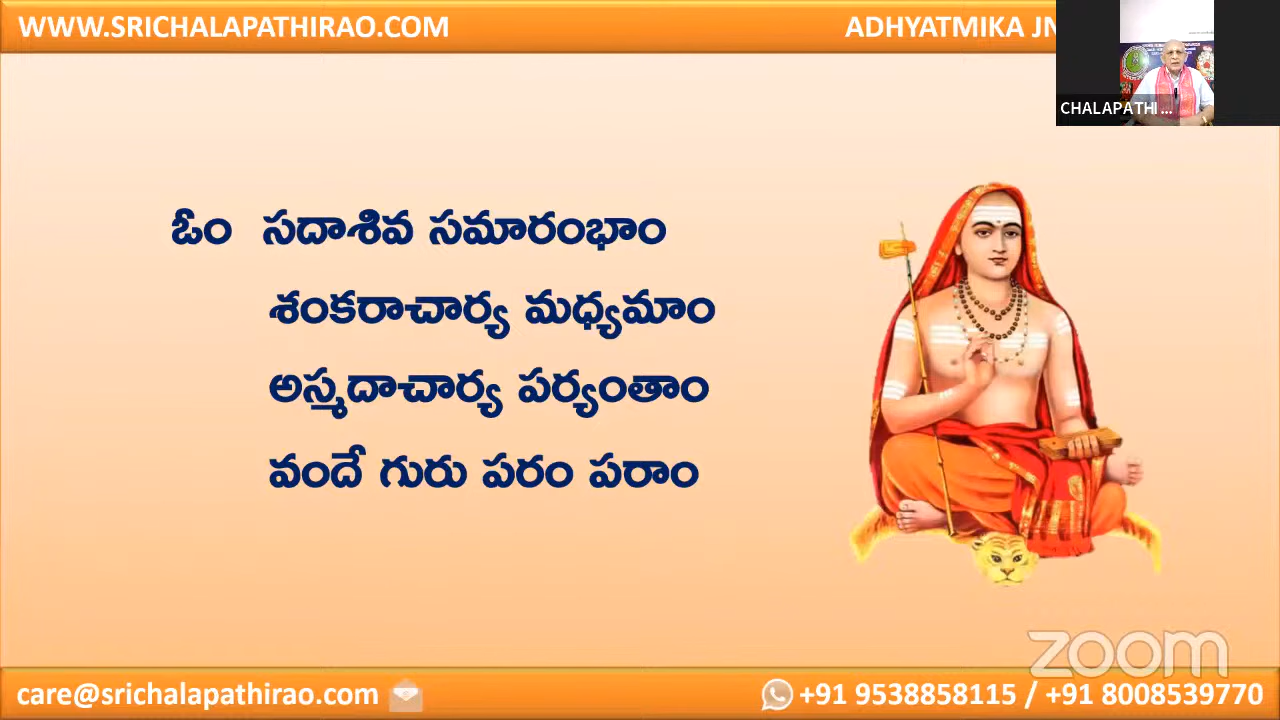 WWW.SRICHALAPATHIRAO.COM
ADHYATMIKA
CHALAPATHI ...
ఓం సదాశివ సమారంభాం
శంకరాచార్య మధ్యమాం
అస్మదాచార్య పర్యంతాం
వందే గురు పరం పరాం
zoom
care@srichalapathirao.com
+91 9538858115 / +91 8008539770